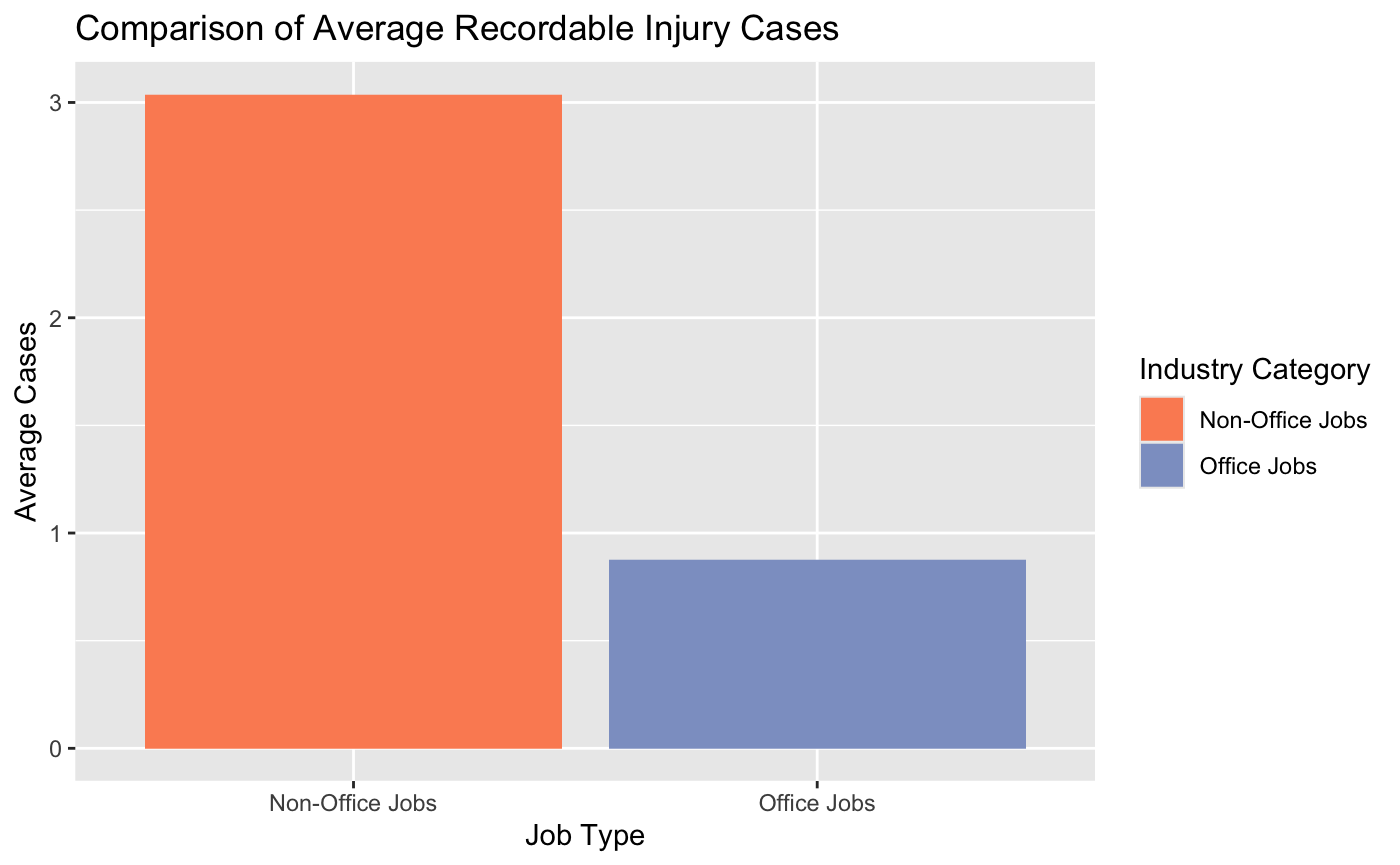 Comparison of Average Recordable Injury Cases
3
2
1
0
Average Cases
Non-Office Jobs
Office Jobs
Job Type
Industry Category
Non-Office Jobs
Office Jobs